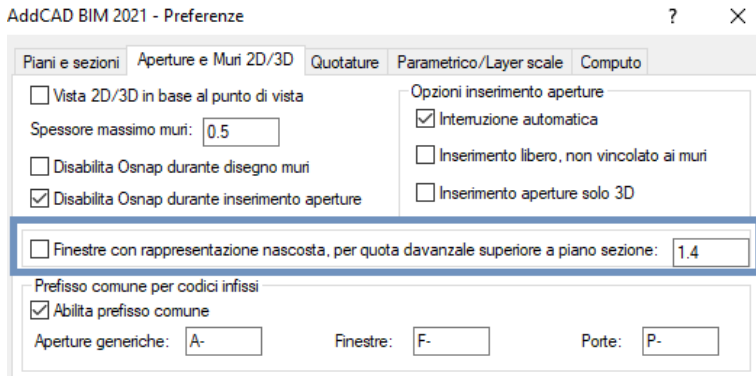 AddCAD BIM 2021 - Preferenze
Piani e sezioni Aperture e Muri 2D/3D Quotature Parametrico/Layer scale Computo
Vista 2D/3D in base al punto di vista
Spessore massimo muri: 0.5
Disabilita Osnap durante disegno muri
Disabilita Osnap durante inserimento aperture
Opzioni inserimento aperture
Interruzione automatica
Inserimento libero, non vincolato ai muri
Inserimento aperture solo 3D
Finestre con rappresentazione nascosta, per quota davanzale superiore a piano sezione: 1.4
Prefisso comune per codici infissi
Abilita prefisso comune
Aperture generiche: A- Finestre: F- Porte: P-